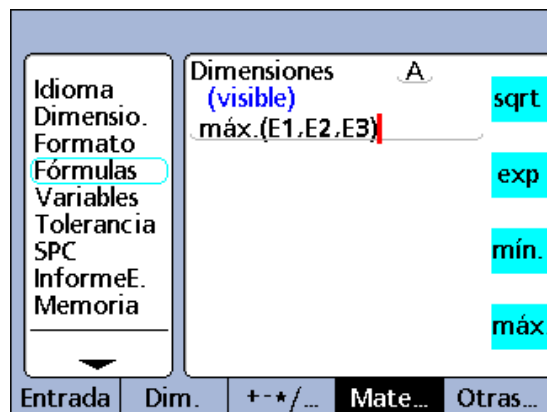 Idioma
Dimensio.
Formato
Fórmulas
Variables
Tolerancia
SPC
InformeE.
Memoria
Dimensiones A
(visible)
máx.(E1,E2,E3)
sqrt
exp
mín.
máx
Entrada Dim. +-*/... Mate... Otras...